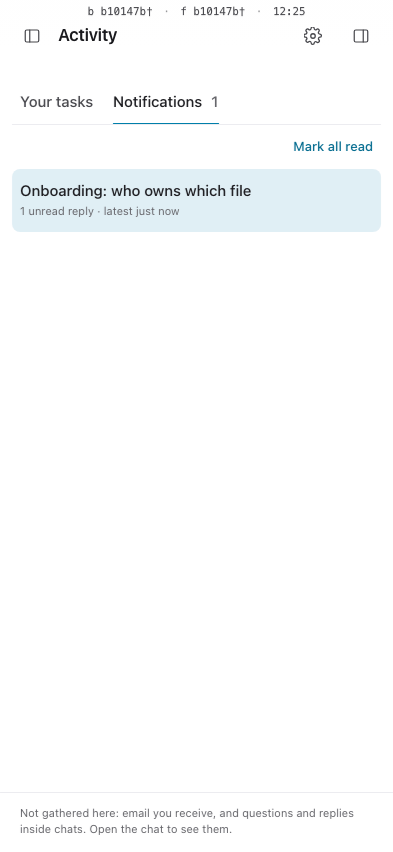 b b10147b† · f b10147b† · 12:25
Activity
Your tasks Notifications 1
Mark all read
Onboarding: who owns which file
1 unread reply · latest just now
Not gathered here: email you receive, and questions and replies
inside chats. Open the chat to see them.